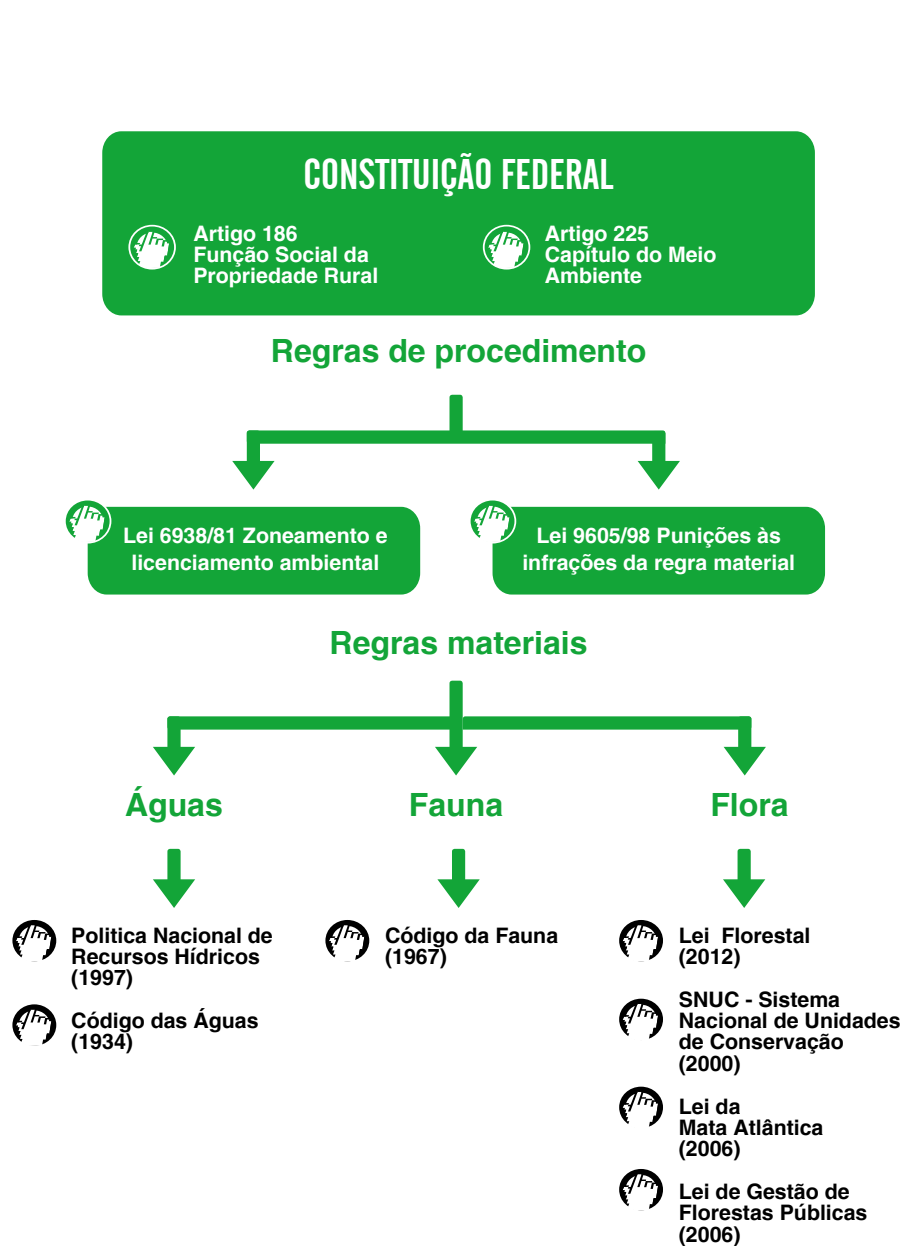 CONSTITUIÇÃO FEDERAL
Artigo 186
Função Social da
Propriedade Rural
Artigo 225
Capítulo do Meio
Ambiente
Regras de procedimento
Lei 6938/81 Zoneamento e
licenciamento ambiental
Lei 9605/98 Punições às
infrações da regra material
Regras materiais
Águas
Fauna
Flora
Politica Nacional de
Recursos Hídricos
(1997)
Código das Águas
(1934)
Código da Fauna
(1967)
Lei Florestal
(2012)
SNUC - Sistema
Nacional de Unidades
de Conservação
(2000)
Lei da
Mata Atlântica
(2006)
Lei de Gestão de
Florestas Públicas
(2006)